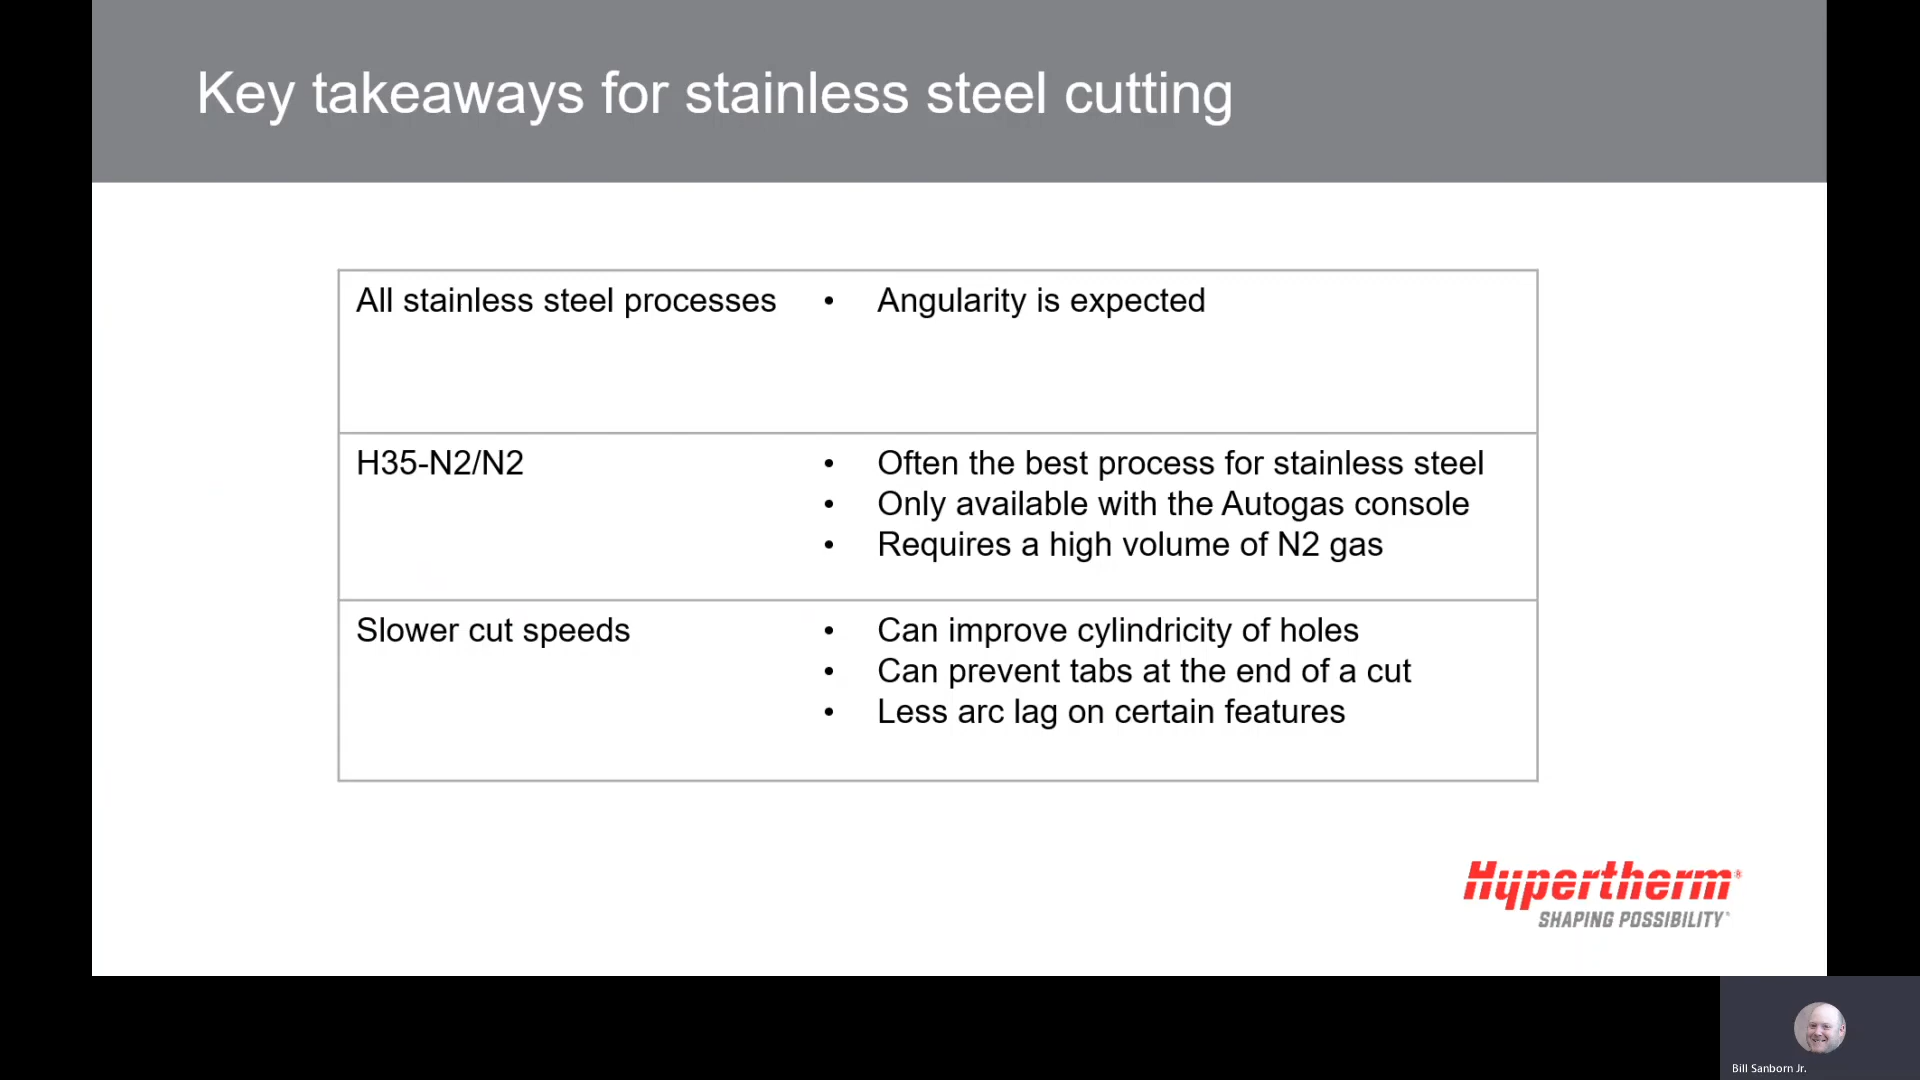 Key takeaways for stainless steel cutting
All stainless steel processes
• Angularity is expected
H35-N2/N2
• Often the best process for stainless steel
• Only available with the Autogas console
• Requires a high volume of N2 gas
Slower cut speeds
• Can improve cylindricity of holes
• Can prevent tabs at the end of a cut
• Less arc lag on certain features
Hypertherm®
SHAPING POSSIBILITY®
Bill Sanborn Jr.